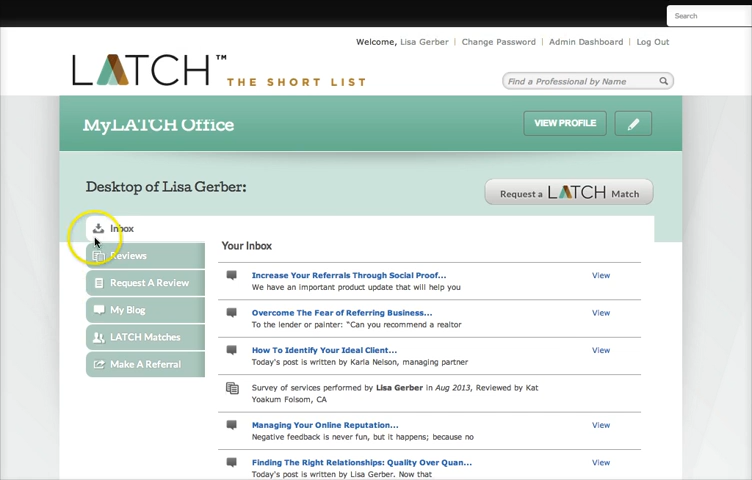 Search
Welcome, Lisa Gerber | Change Password | Admin Dashboard | Log Out
LATCH™
THE SHORT LIST
Find a Professional by Name
MyLATCH Office
VIEW PROFILE
Desktop of Lisa Gerber:
Request a LATCH Match
Inbox
Reviews
Request A Review
My Blog
LATCH Matches
Make A Referral
Your Inbox
Increase Your Referrals Through Social Proof... View
We have an important product update that will help you
Overcome The Fear of Referring Business... View
To the lender or painter: “Can you recommend a realtor
How To Identify Your Ideal Client... View
Today's post is written by Karla Nelson, managing partner
Survey of services performed by Lisa Gerber in Aug 2013, Reviewed by Kat
Yoakum Folsom, CA
Managing Your Online Reputation... View
Negative feedback is never fun, but it happens; because no
Finding The Right Relationships: Quality Over Quan... View
Today's post is written by Lisa Gerber. Now that